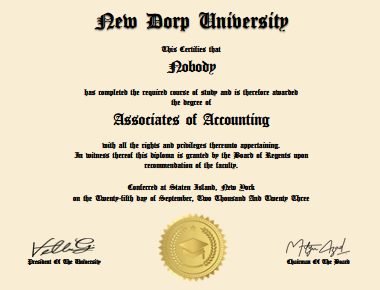 New Dorp University
This Certifies that
Nobody
has completed the required course of study and is therefore awarded
the degree of
Associates of Accounting
with all the rights and privileges thereunto appertaining.
In witness thereof this diploma is granted by the Board of Regents upon
recommendation of the faculty.
Conferred at Staten Island, New York
on the Twenty-fifth day of September, Two Thousand And Twenty Three
President Of The University
Chairman Of The Board